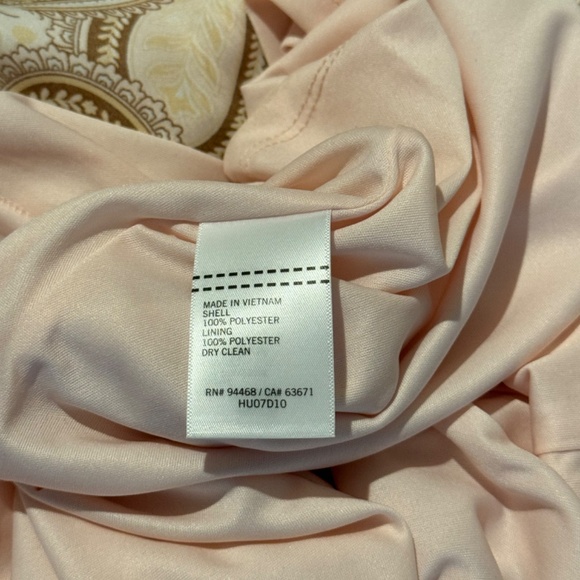 MADE IN VIETNAM
SHELL
100% POLYESTER
LINING
100% POLYESTER
DRY CLEAN
RN# 94468 / CA# 63671
HU07D10